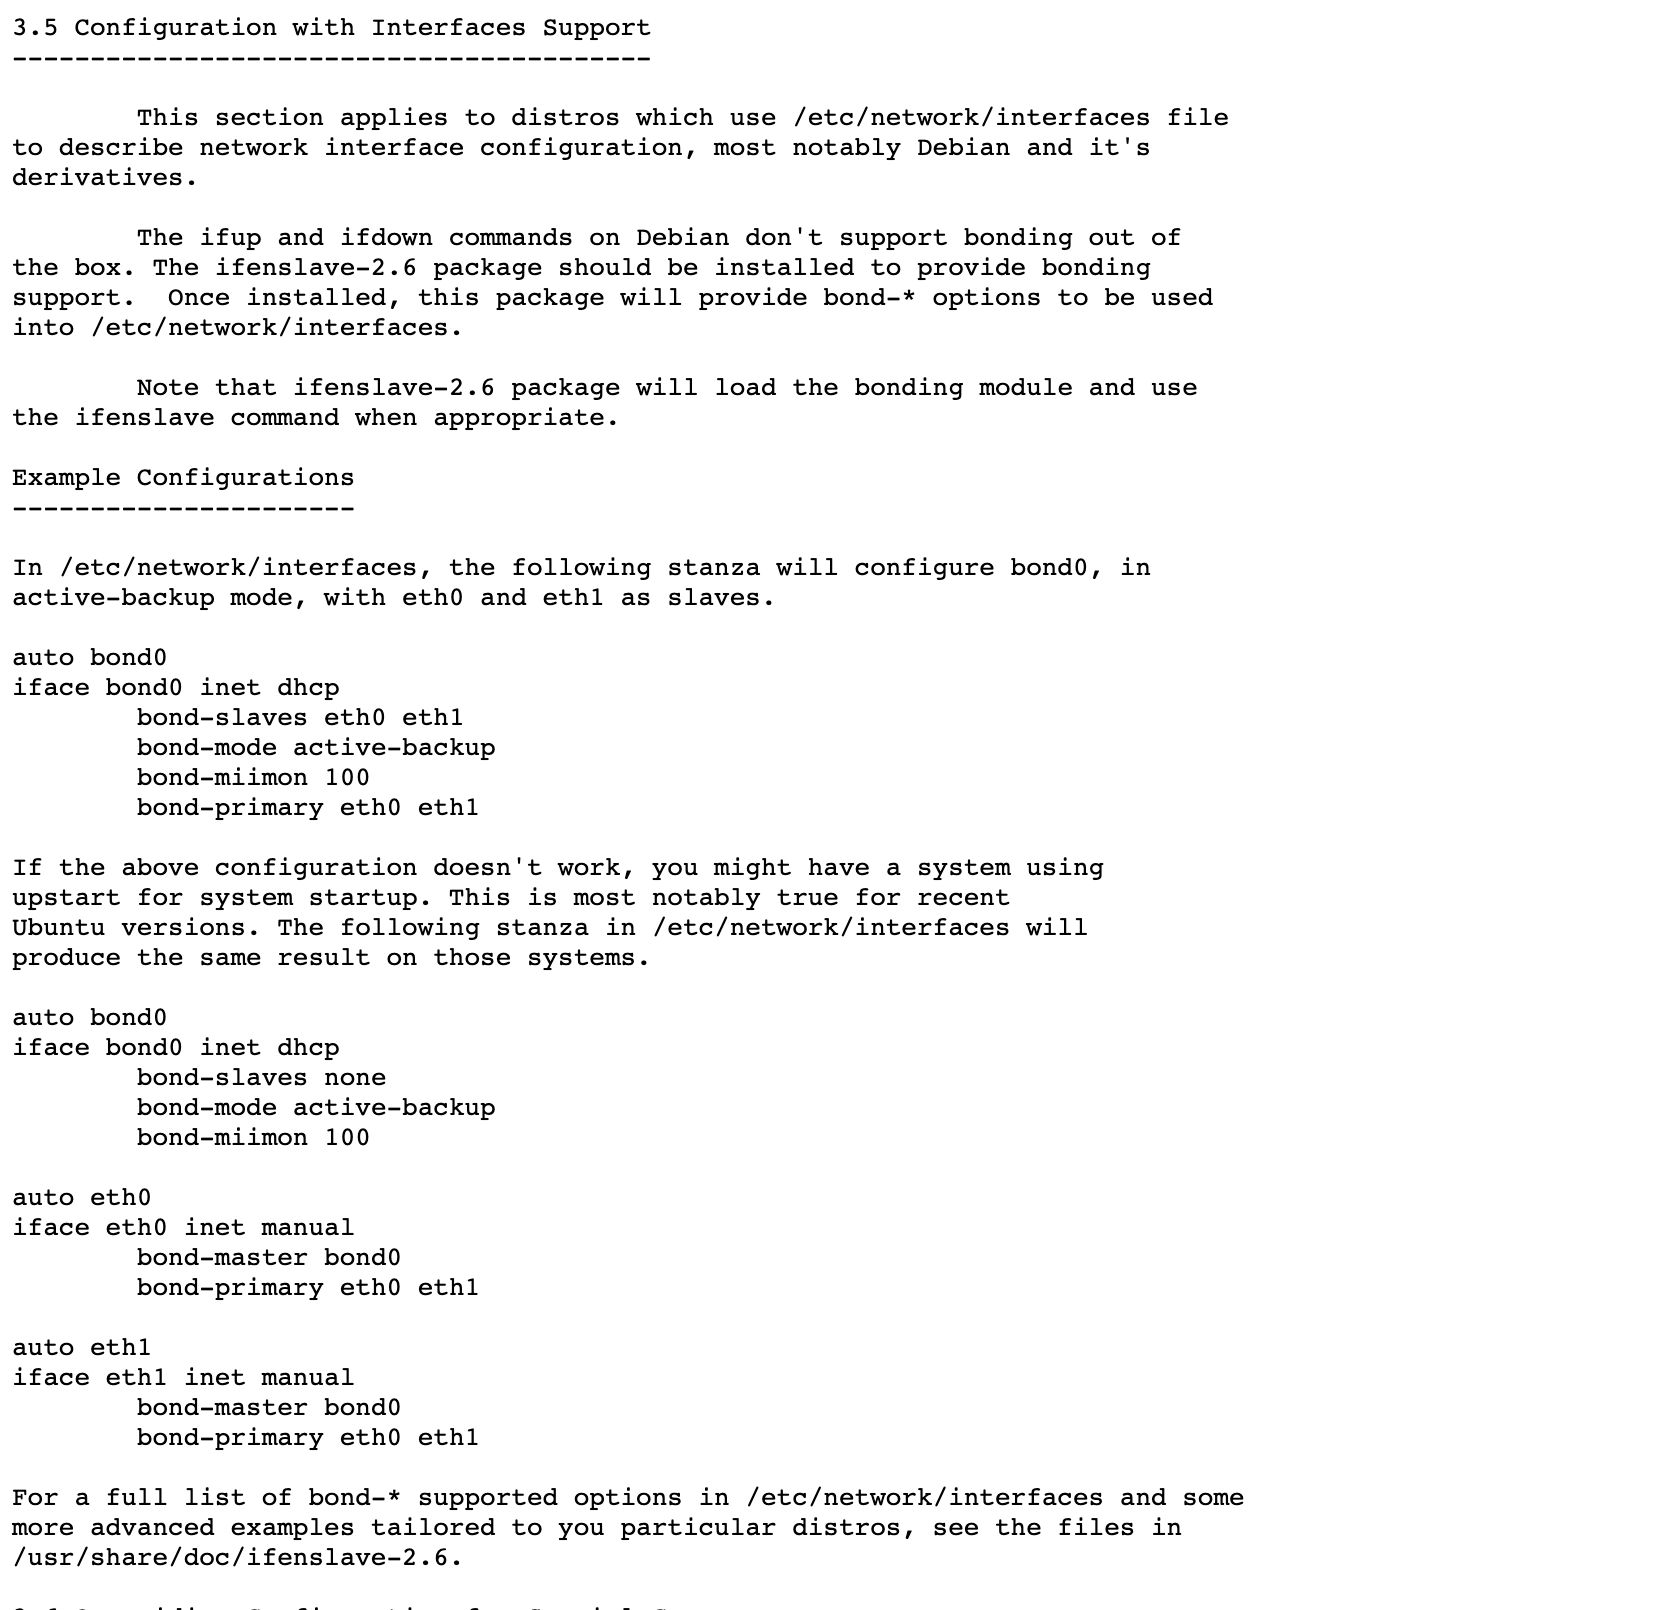 3.5 Configuration with Interfaces Support
-----------------------------------------
This section applies to distros which use /etc/network/interfaces file
to describe network interface configuration, most notably Debian and it's
derivatives.
The ifup and ifdown commands on Debian don't support bonding out of
the box. The ifenslave-2.6 package should be installed to provide bonding
support.  Once installed, this package will provide bond-* options to be used
into /etc/network/interfaces.
Note that ifenslave-2.6 package will load the bonding module and use
the ifenslave command when appropriate.
Example Configurations
----------------------
In /etc/network/interfaces, the following stanza will configure bond0, in
active-backup mode, with eth0 and eth1 as slaves.
auto bond0
iface bond0 inet dhcp
bond-slaves eth0 eth1
bond-mode active-backup
bond-miimon 100
bond-primary eth0 eth1
If the above configuration doesn't work, you might have a system using
upstart for system startup. This is most notably true for recent
Ubuntu versions. The following stanza in /etc/network/interfaces will
produce the same result on those systems.
auto bond0
iface bond0 inet dhcp
bond-slaves none
bond-mode active-backup
bond-miimon 100
auto eth0
iface eth0 inet manual
bond-master bond0
bond-primary eth0 eth1
auto eth1
iface eth1 inet manual
bond-master bond0
bond-primary eth0 eth1
For a full list of bond-* supported options in /etc/network/interfaces and some
more advanced examples tailored to you particular distros, see the files in
/usr/share/doc/ifenslave-2.6.